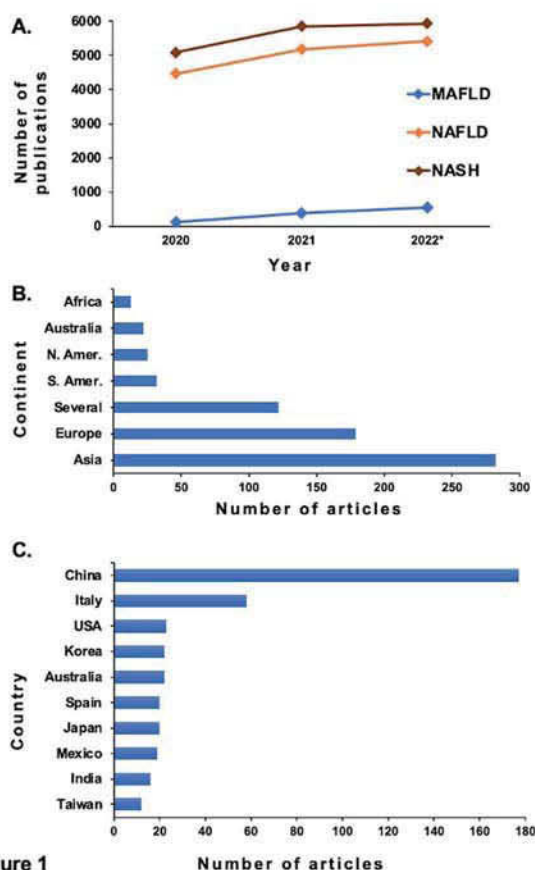 A.
Number of
publications
6000
5000
4000
3000
2000
1000
0
2020
2021
2022*
Year
MAFLD
NAFLD
NASH
B.
Continent
Africa
Australia
N. Amer.
S. Amer.
Several
Europe
Asia
0
50
100
150
200
250
300
Number of articles
C.
Country
China
Italy
USA
Korea
Australia
Spain
Japan
Mexico
India
Taiwan
0
20
40
60
80
100
120
140
160
180
ure 1
Number of articles